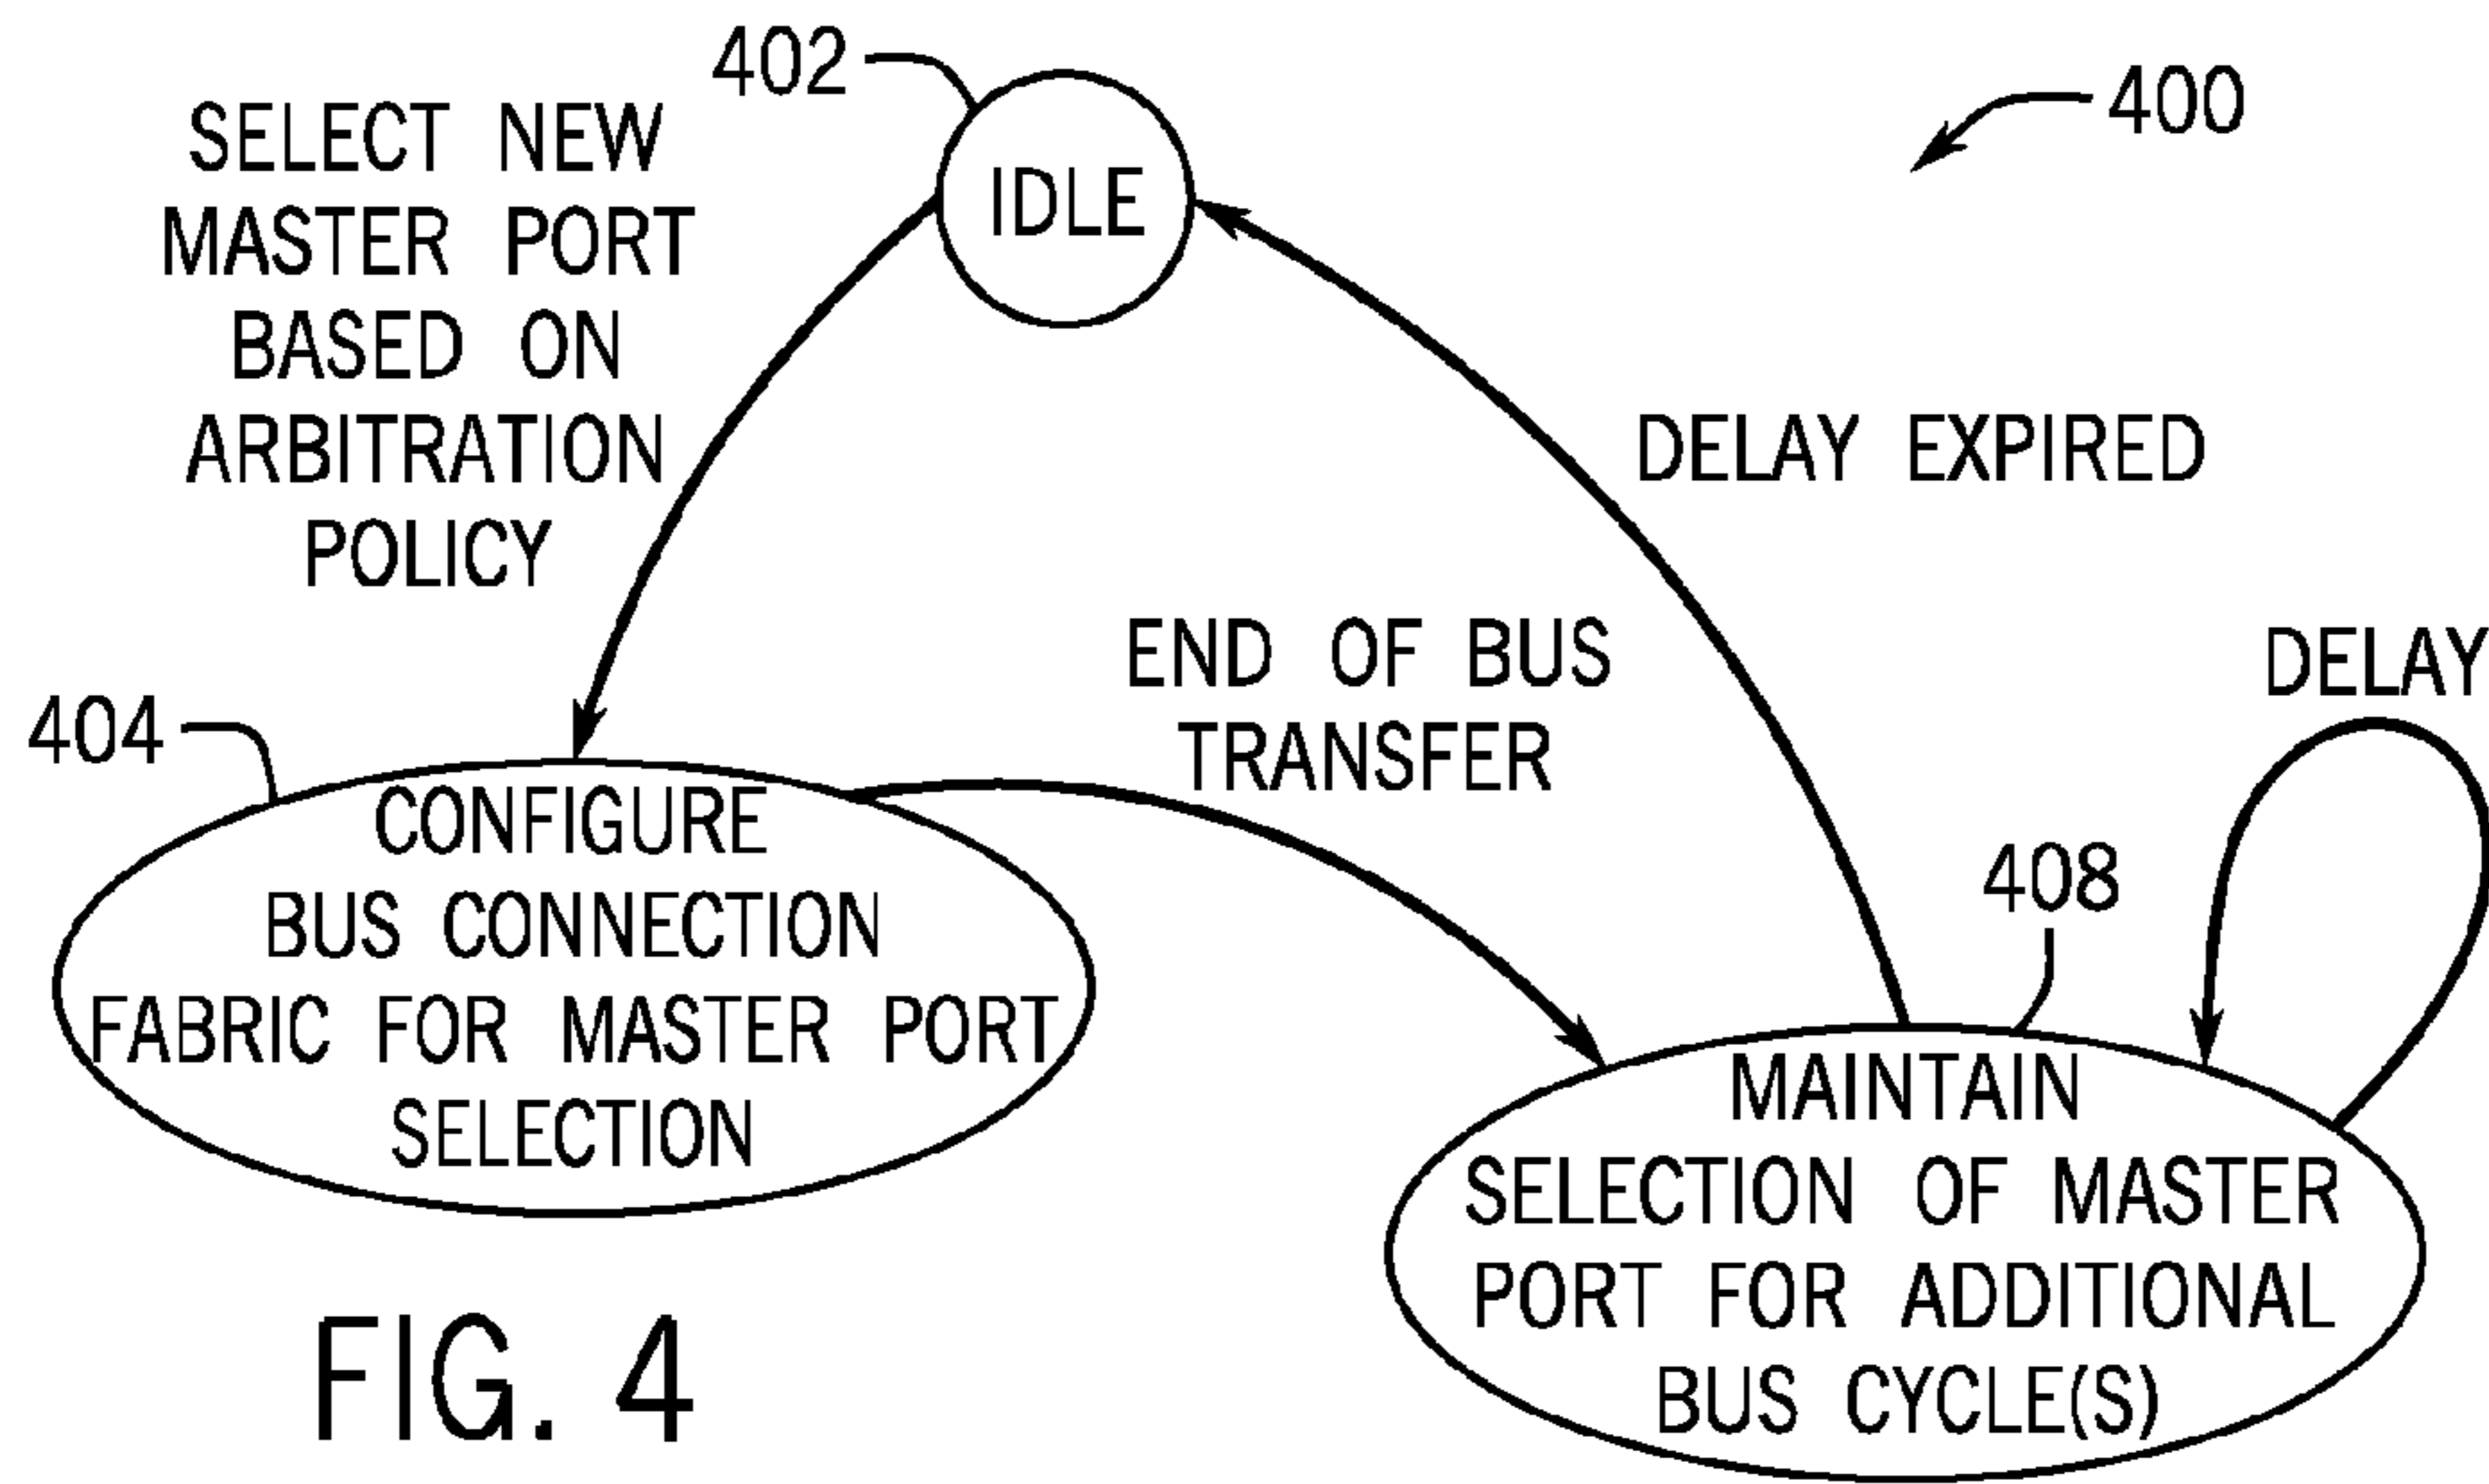 402
400
SELECT NEW
MASTER PORT
BASED ON
ARBITRATION
POLICY
IDLE
DELAY EXPIRED
END OF BUS
TRANSFER
DELAY
404
CONFIGURE
BUS CONNECTION
FABRIC FOR MASTER PORT
SELECTION
408
MAINTAIN
SELECTION OF MASTER
PORT FOR ADDITIONAL
BUS CYCLE(S)
FIG. 4